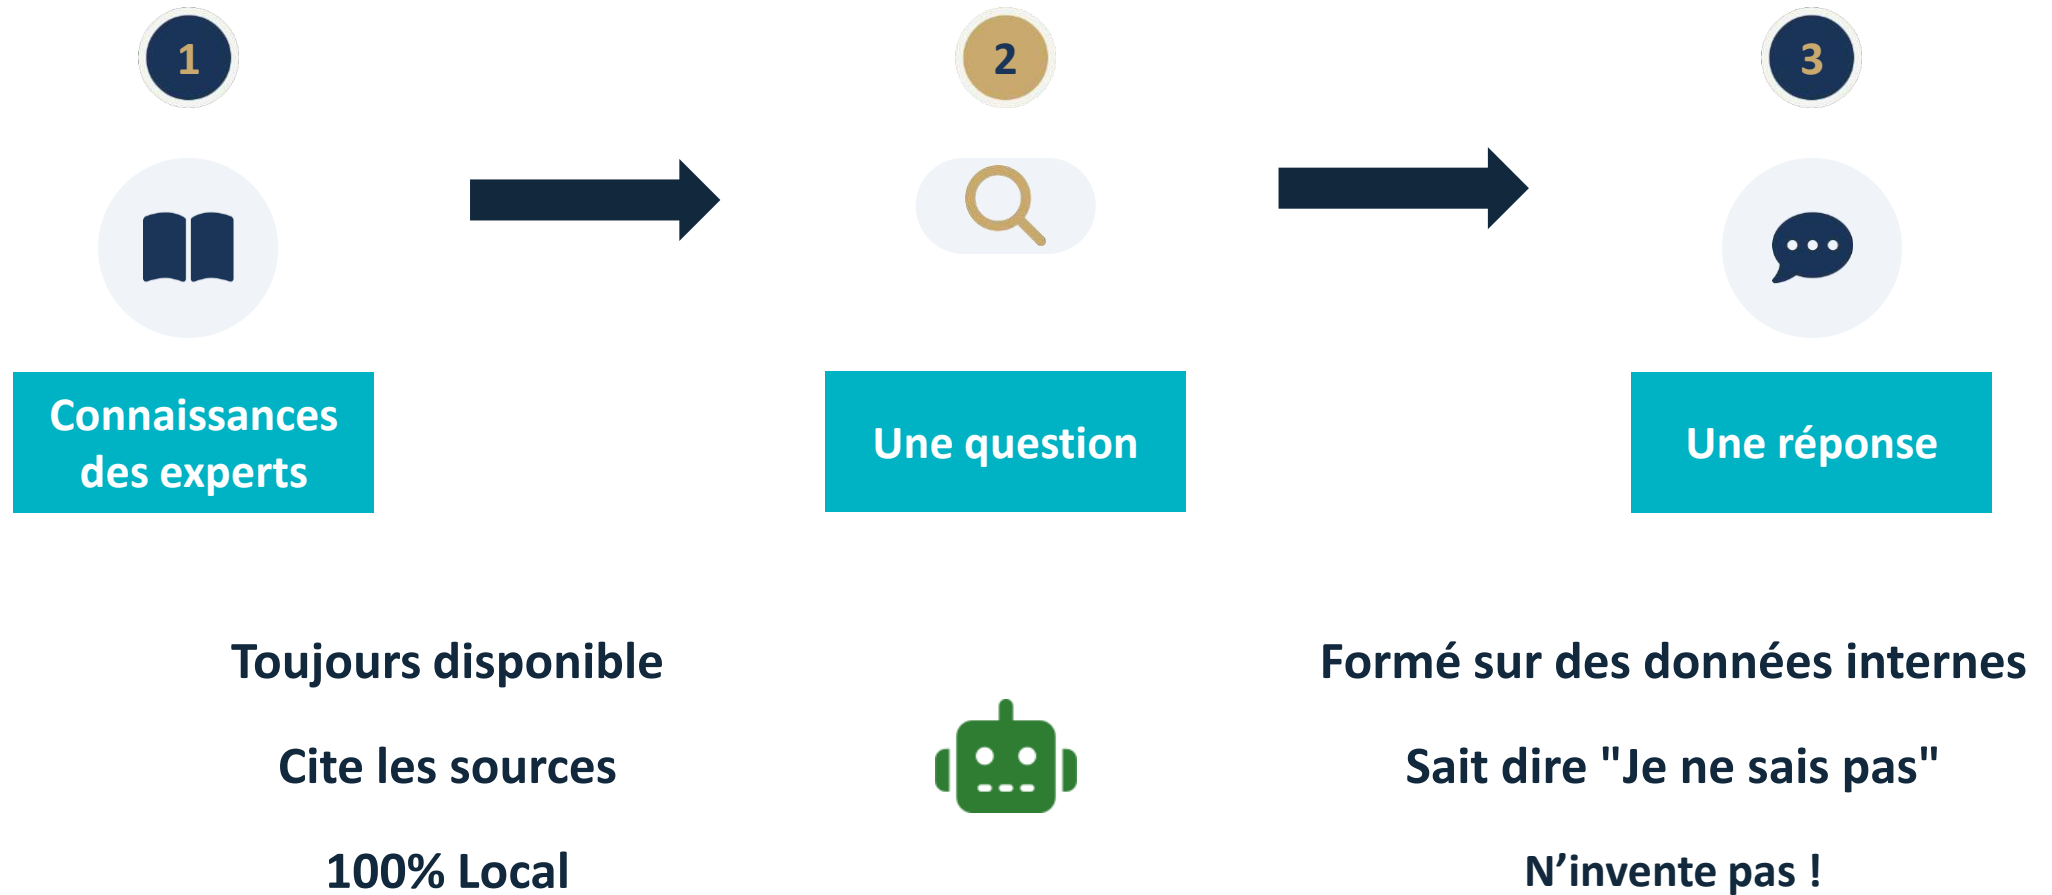 1
2
3
Connaissances
des experts
Une question
Une réponse
Toujours disponible
Cite les sources
100% Local
Formé sur des données internes
Sait dire "Je ne sais pas"
N’invente pas !